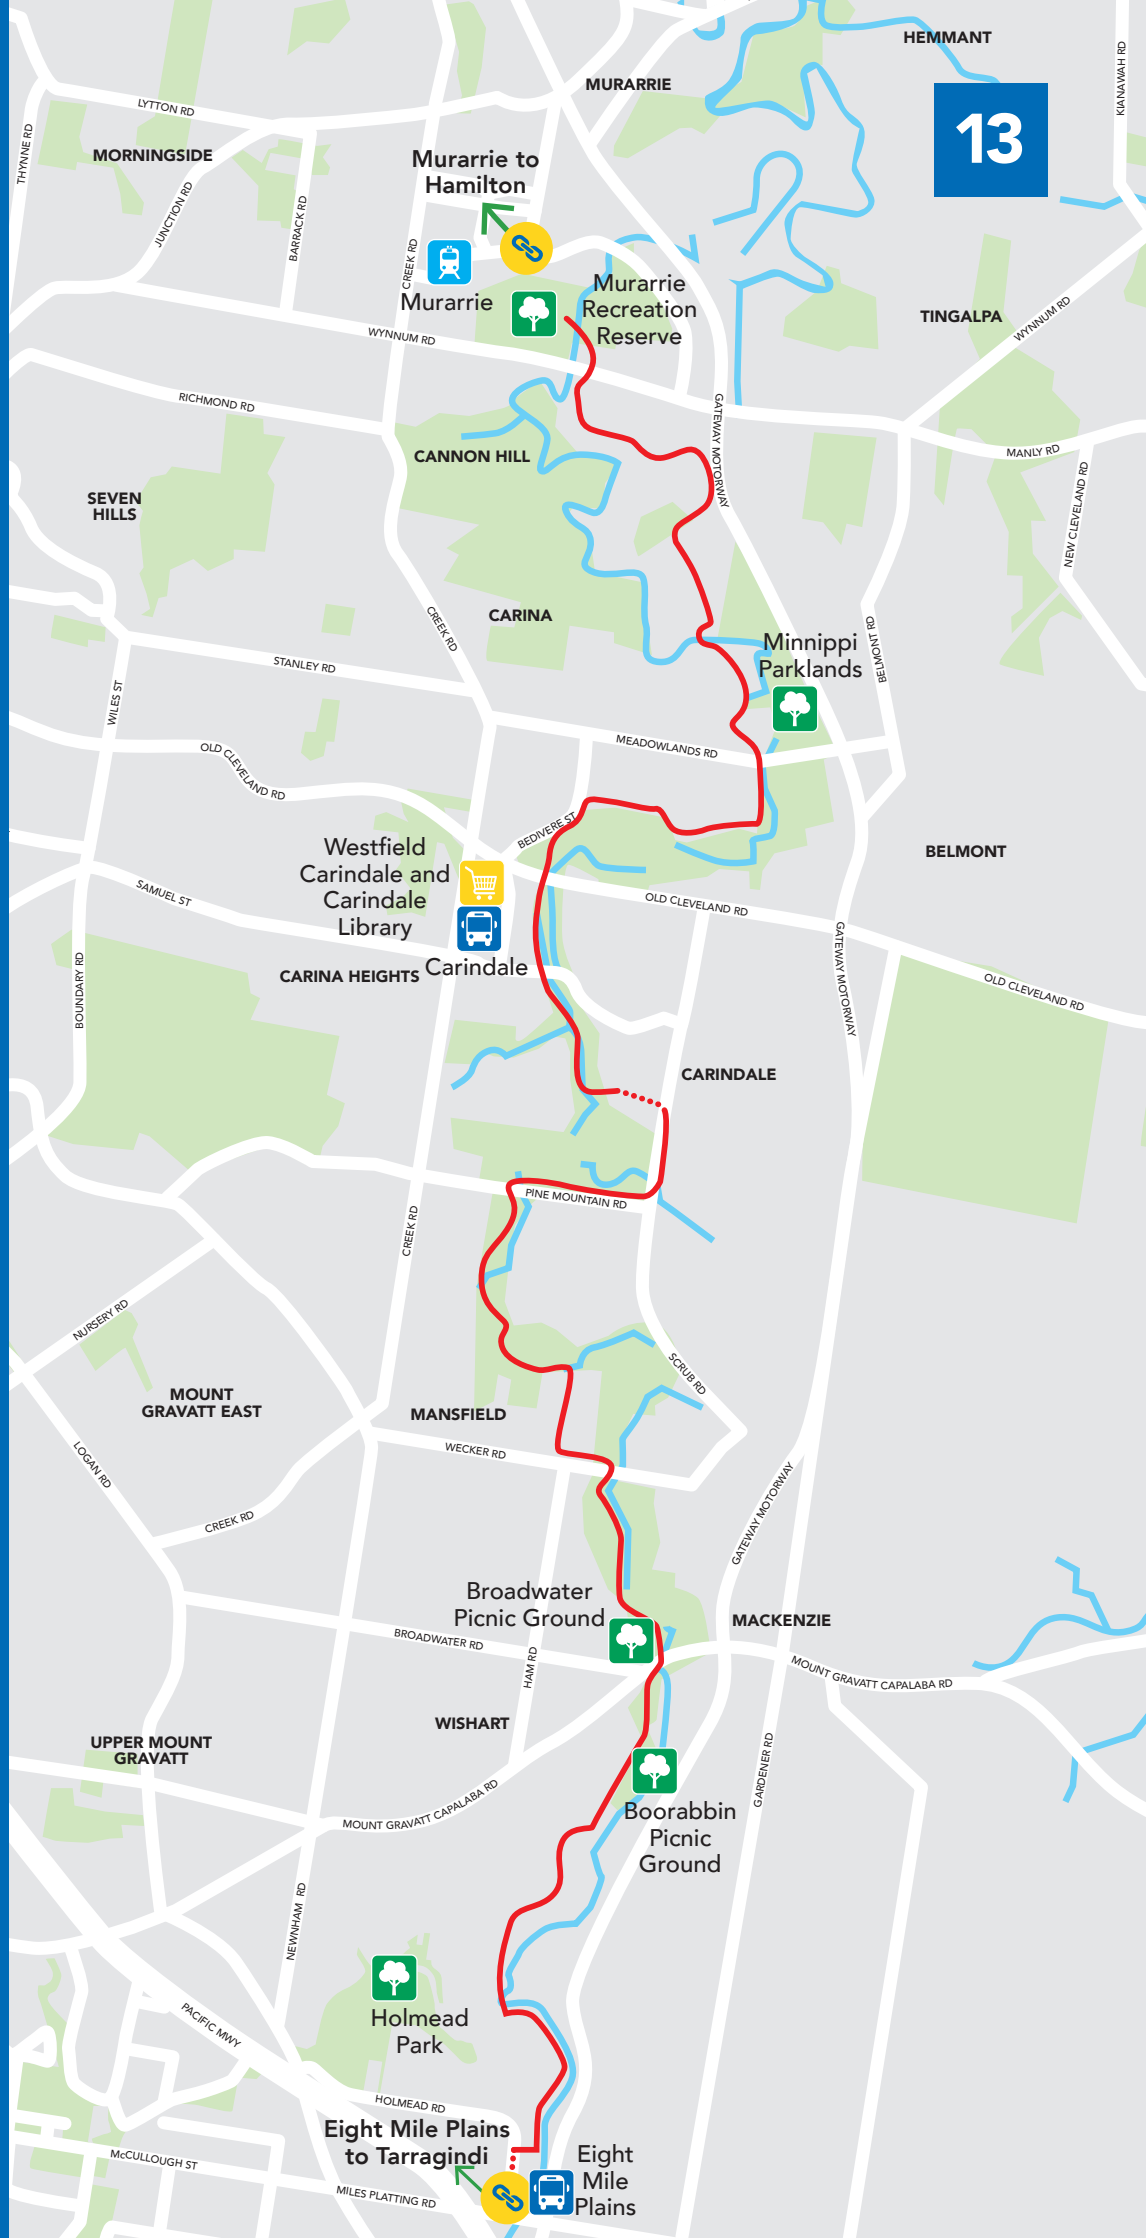 HEMMANT
13
KIANAWAH RD
MURARRIE
LYTTON RD
THYNNE RD
MORNINGSIDE
JUNCTION RD
BARRACK RD
Murarrie to
Hamilton
CREEK RD
Murarrie
Murarrie
Recreation
Reserve
TINGALPA
WYNNUM RD
WYNNUM RD
RICHMOND RD
GATEWAY MOTORWAY
CANNON HILL
MANLY RD
NEW CLEVELAND RD
SEVEN
HILLS
CARINA
CREEK RD
BELMONT RD
Minnippi
Parklands
STANLEY RD
WILES ST
MEADOWLANDS RD
OLD CLEVELAND RD
BEDIVERE ST
Westfield
Carindale and
Carindale
Library
BELMONT
SAMUEL ST
OLD CLEVELAND RD
GATEWAY MOTORWAY
BOUNDARY RD
CARINA HEIGHTS
Carindale
OLD CLEVELAND RD
CARINDALE
PINE MOUNTAIN RD
CREEK RD
NURSERY RD
SCRUB RD
MOUNT
GRAVATT EAST
MANSFIELD
WECKER RD
LOGAN RD
CREEK RD
GATEWAY MOTORWAY
Broadwater
Picnic Ground
MACKENZIE
BROADWATER RD
HAM RD
MOUNT GRAVATT CAPALABA RD
WISHART
UPPER MOUNT
GRAVATT
GARDENER RD
MOUNT GRAVATT CAPALABA RD
Boorabbin
Picnic
Ground
NEWNHAM RD
Holmead
Park
PACIFIC MWY
HOLMEAD RD
Eight Mile Plains
to Tarragindi
McCULLOUGH ST
MILES PLATTING RD
Eight
Mile
Plains